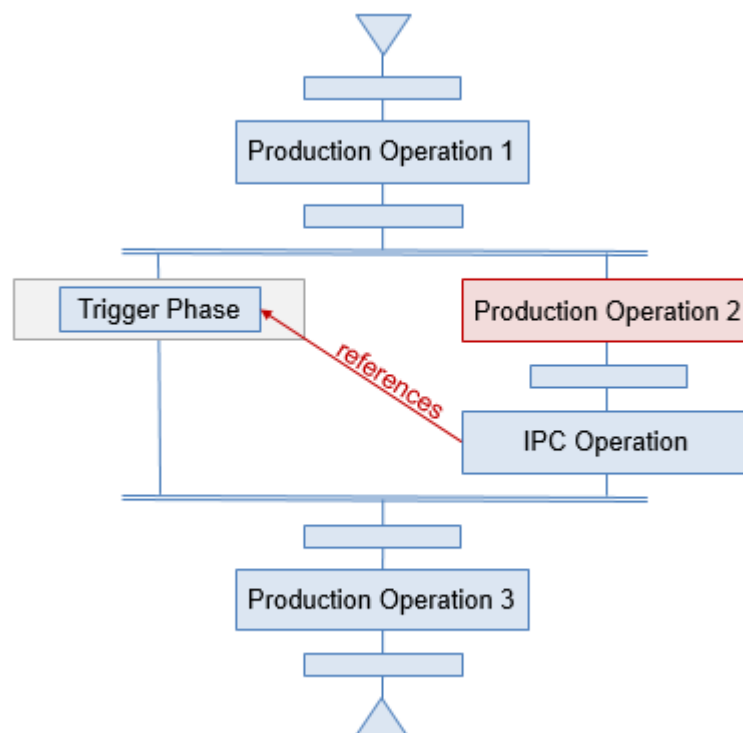 Production Operation 1
Trigger Phase
Production Operation 2
references
IPC Operation
Production Operation 3